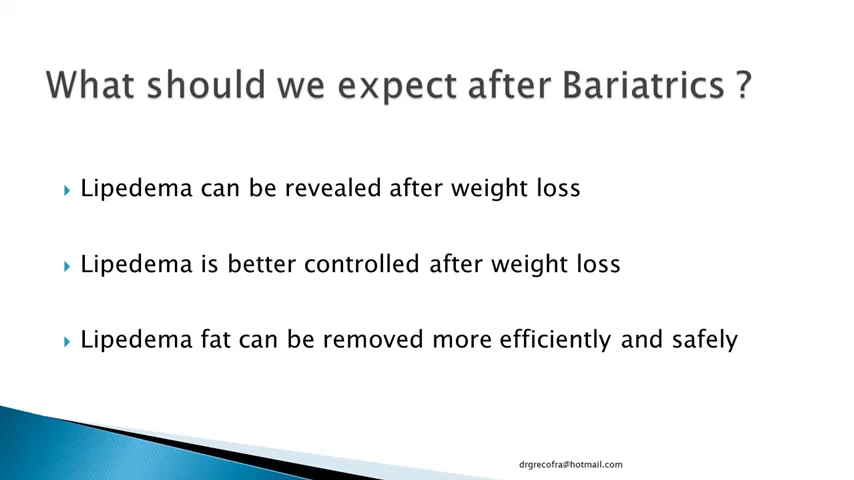 What should we expect after Bariatrics ?
Lipedema can be revealed after weight loss
Lipedema is better controlled after weight loss
Lipedema fat can be removed more efficiently and safely
drgrecofra@hotmail.com